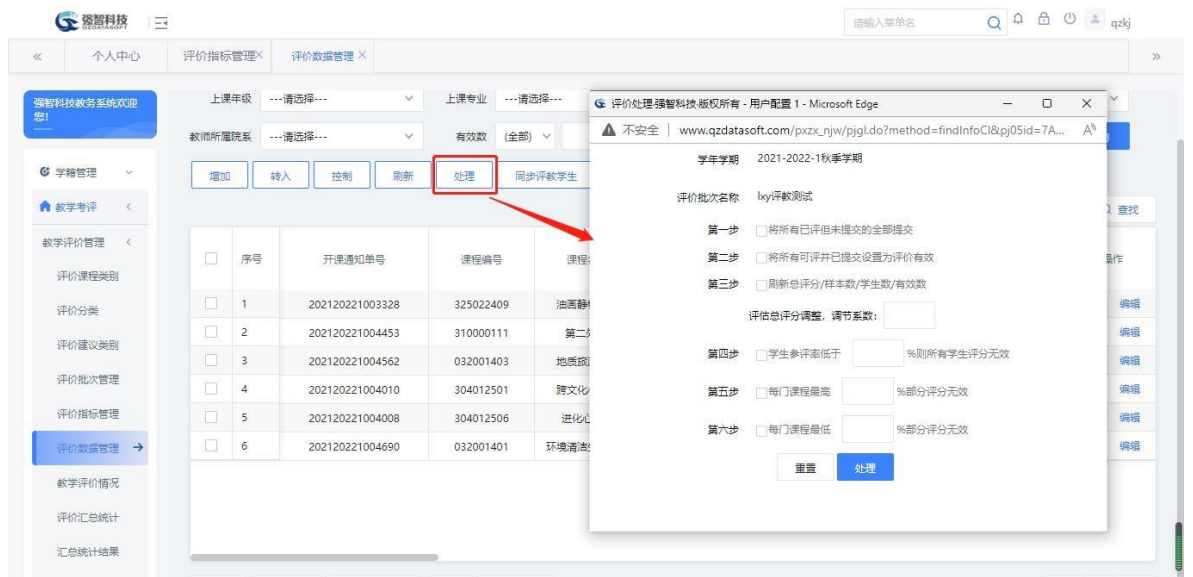 强智科技
QZDATASOFT
请输入菜单名
qzkj
个人中心
评价指标管理
评价数据管理
强智科技教务系统欢迎
您!
学籍管理
教学考评
教学评价管理
评价课程类别
评价分类
评价建议类别
评价批次管理
评价指标管理
评价数据管理
教学评价情况
评价汇总统计
汇总统计结果
上课年级 ---请选择---
上课专业 ---请选择---
教师所属院系 ---请选择---
有效数 (全部)
增加 转入 控制 刷新 处理 同步评教学生
查找
序号 开课通知单号 课程编号
1 202120221003328 325022409 油画静 编辑
2 202120221004453 310000111 第二 编辑
3 202120221004562 032001403 地质旅 编辑
4 202120221004010 304012501 跨文化 编辑
5 202120221004008 304012506 进化心 编辑
6 202120221004690 032001401 环境清洁 编辑
评价处理-强智科技-版权所有 - 用户配置 1 - Microsoft Edge
不安全 www.qzdatasoft.com/pxzx_njw/pjgl.do?method=findInfoCl&pj05id=7A...
学年学期 2021-2022-1秋季学期
评价批次名称 lxy评教测试
第一步 将所有已评但未提交的全部提交
第二步 将所有可评并已提交设置为评价有效
第三步 刷新总评分/样本数/学生数/有效数
评估总评分调整, 调节系数:
第四步 学生参评率低于 %则所有学生评分无效
第五步 每门课程最高 %部分评分无效
第六步 每门课程最低 %部分评分无效
重置 处理